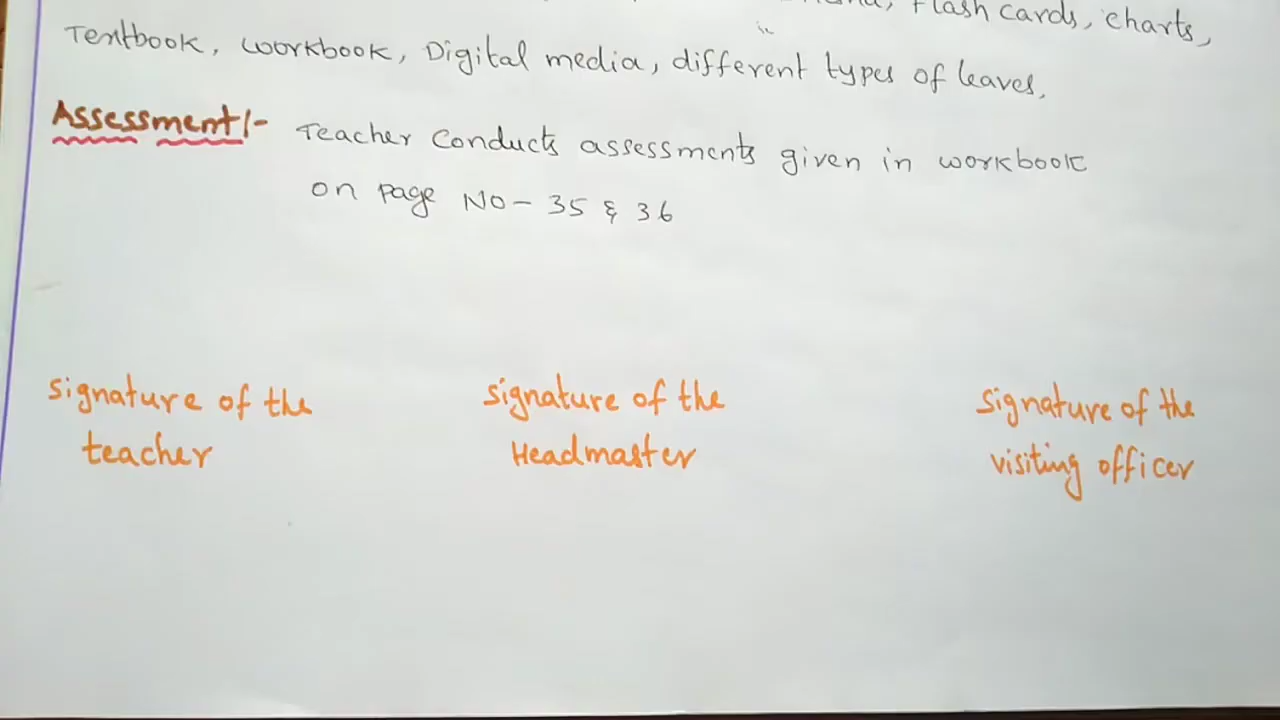 Flash cards, charts,
Textbook, workbook, Digital media, different types of leaves.
Assessment:- Teacher conducts assessments given in workbook
on page NO - 35 & 36
signature of the signature of the signature of the
teacher Headmaster visiting officer